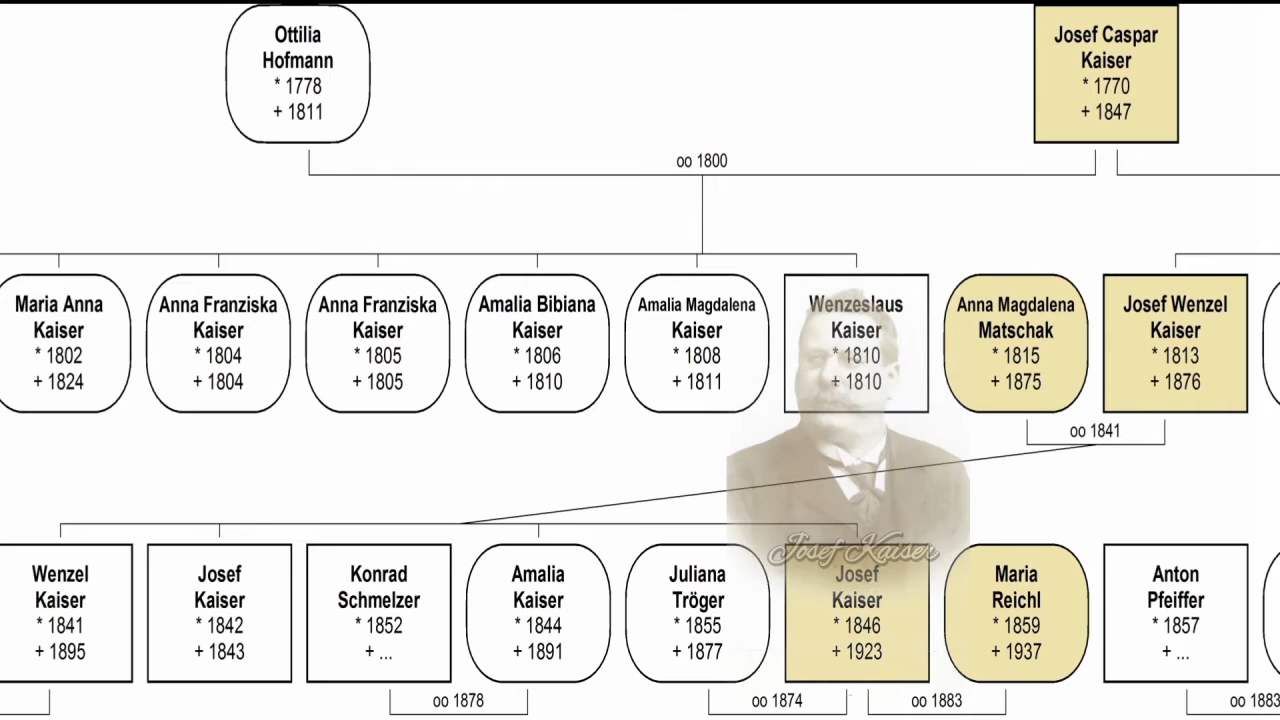 Ottilia
Hofmann
* 1778
+ 1811
Josef Caspar
Kaiser
* 1770
+ 1847
oo 1800
Maria Anna
Kaiser
* 1802
+ 1824
Anna Franziska
Kaiser
* 1804
+ 1804
Anna Franziska
Kaiser
* 1805
+ 1805
Amalia Bibiana
Kaiser
* 1806
+ 1810
Amalia Magdalena
Kaiser
* 1808
+ 1811
Wenzeslaus
Kaiser
* 1810
+ 1810
Anna Magdalena
Matschak
* 1815
+ 1875
Josef Wenzel
Kaiser
* 1813
+ 1876
oo 1841
Josef Kaiser
Wenzel
Kaiser
* 1841
+ 1895
Josef
Kaiser
* 1842
+ 1843
Konrad
Schmelzer
* 1852
+ ...
Amalia
Kaiser
* 1844
+ 1891
Juliana
Tröger
* 1855
+ 1877
Josef
Kaiser
* 1846
+ 1923
Maria
Reichl
* 1859
+ 1937
Anton
Pfeiffer
* 1857
+ ...
oo 1878
oo 1874
oo 1883
oo 1883